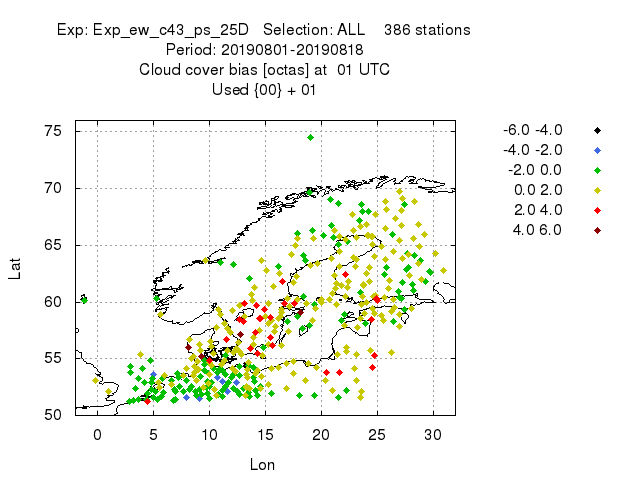 Exp: Exp_ew_c43_ps_25D Selection: ALL 386 stations
Period: 20190801-20190818
Cloud cover bias [octas] at 01 UTC
Used {00} + 01
75
70
65
60
55
50
Lat
0 5 10 15 20 25 30
Lon
-6.0 -4.0
-4.0 -2.0
-2.0 0.0
0.0 2.0
2.0 4.0
4.0 6.0